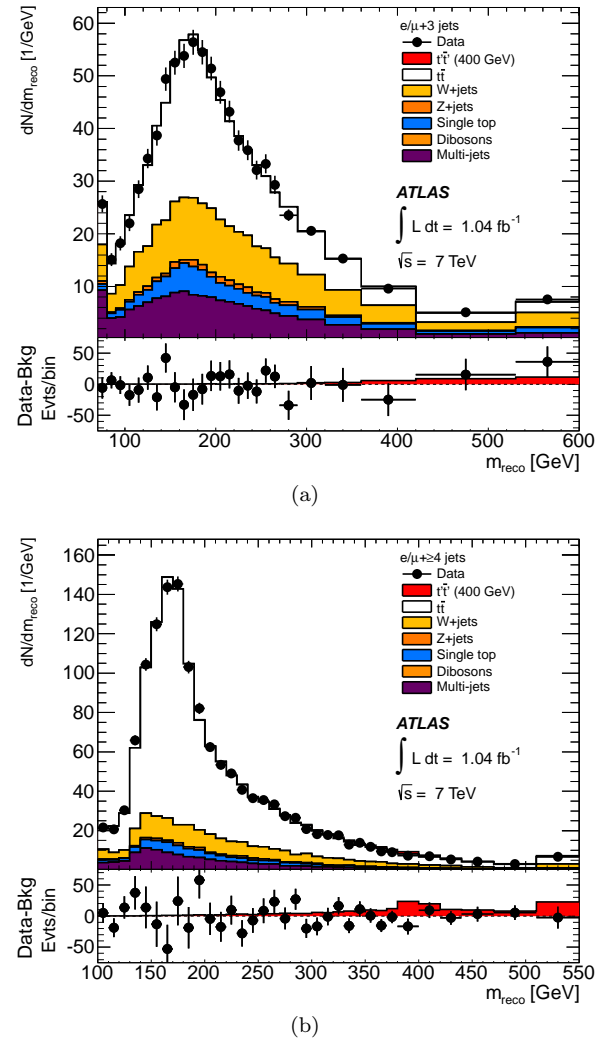 dN/dm_reco [1/GeV]
60
50
40
30
20
10
e/μ+3 jets
Data
t't̄' (400 GeV)
tt̄
W+jets
Z+jets
Single top
Dibosons
Multi-jets
ATLAS
∫ L dt = 1.04 fb⁻¹
√s = 7 TeV
Data-Bkg
Evts/bin
50
0
-50
100 200 300 400 500 600
m_reco [GeV]
(a)
dN/dm_reco [1/GeV]
160
140
120
100
80
60
40
20
e/μ+≥4 jets
Data
t't̄' (400 GeV)
tt̄
W+jets
Z+jets
Single top
Dibosons
Multi-jets
ATLAS
∫ L dt = 1.04 fb⁻¹
√s = 7 TeV
Data-Bkg
Evts/bin
50
0
-50
100 150 200 250 300 350 400 450 500 550
m_reco [GeV]
(b)